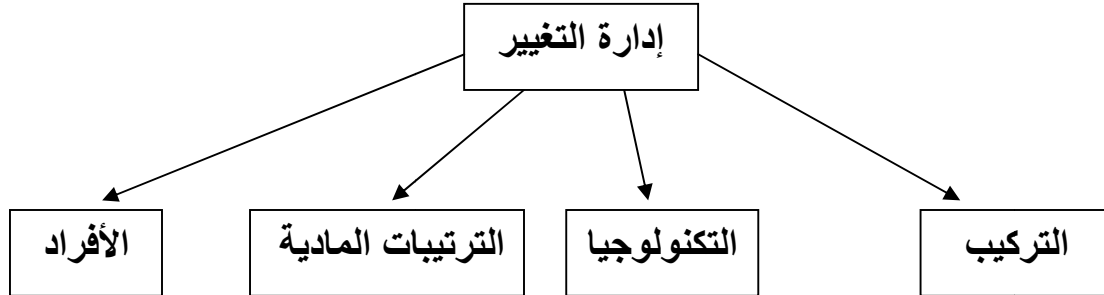 إدارة التغيير
التركيب
التكنولوجيا
الترتيبات المادية
الأفراد